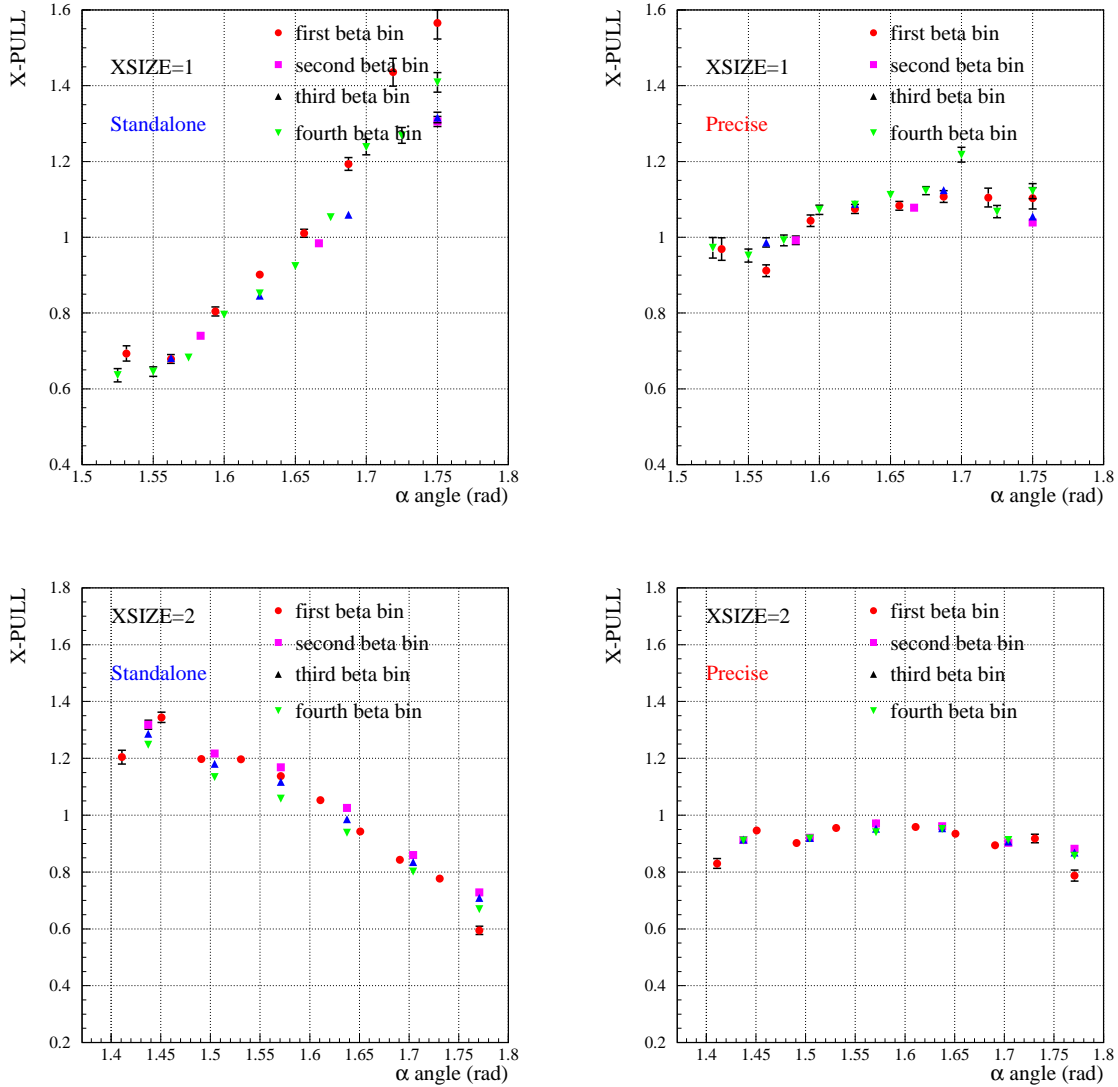 X-PULL
1.6
1.4
1.2
1
0.8
0.6
0.4
XSIZE=1
Standalone
first beta bin
second beta bin
third beta bin
fourth beta bin
1.5 1.55 1.6 1.65 1.7 1.75 1.8
α angle (rad)
X-PULL
1.6
1.4
1.2
1
0.8
0.6
0.4
XSIZE=1
Precise
first beta bin
second beta bin
third beta bin
fourth beta bin
1.5 1.55 1.6 1.65 1.7 1.75 1.8
α angle (rad)
X-PULL
1.8
1.6
1.4
1.2
1
0.8
0.6
0.4
0.2
XSIZE=2
Standalone
first beta bin
second beta bin
third beta bin
fourth beta bin
1.4 1.45 1.5 1.55 1.6 1.65 1.7 1.75 1.8
α angle (rad)
X-PULL
1.8
1.6
1.4
1.2
1
0.8
0.6
0.4
0.2
XSIZE=2
Precise
first beta bin
second beta bin
third beta bin
fourth beta bin
1.4 1.45 1.5 1.55 1.6 1.65 1.7 1.75 1.8
α angle (rad)